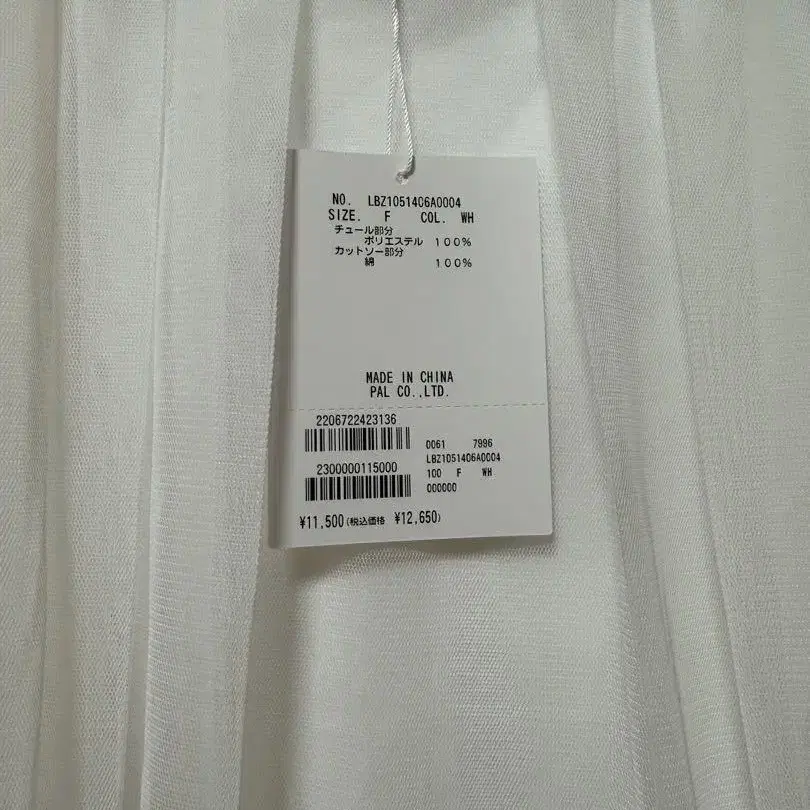 NO. LBZ1051406A0004
SIZE. F COL. WH
チュール部分
ポリエステル 100%
カットソー部分
綿 100%
MADE IN CHINA
PAL CO.,LTD.
2206722423136
0061 7996
LBZ1051406A0004
2300000115000
100 F WH
000000
¥11,500(税込価格 ¥12,650)